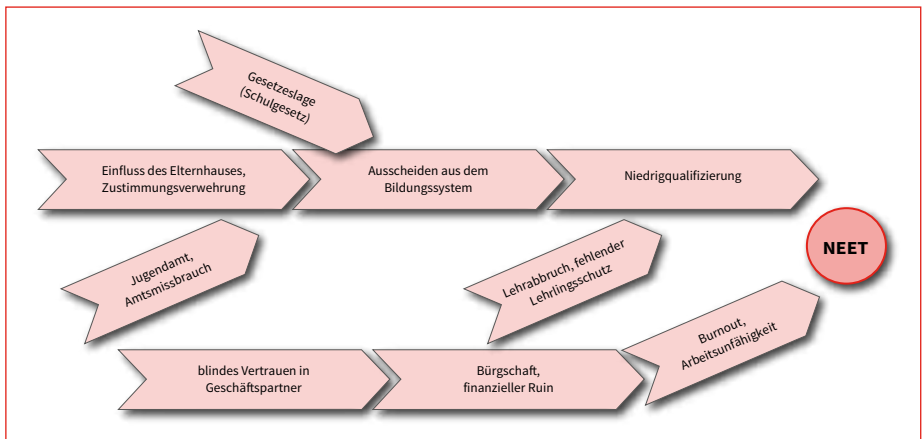 Gesetzeslage
(Schulgesetz)
Einfluss des Elternhauses,
Zustimmungsverwehrung
Ausscheiden aus dem
Bildungssystem
Niedrigqualifizierung
NEET
Jugendamt,
Amtsmissbrauch
Lehrabbruch, fehlender
Lehrlingsschutz
Burnout,
Arbeitsunfähigkeit
blindes Vertrauen in
Geschäftspartner
Bürgschaft,
finanzieller Ruin